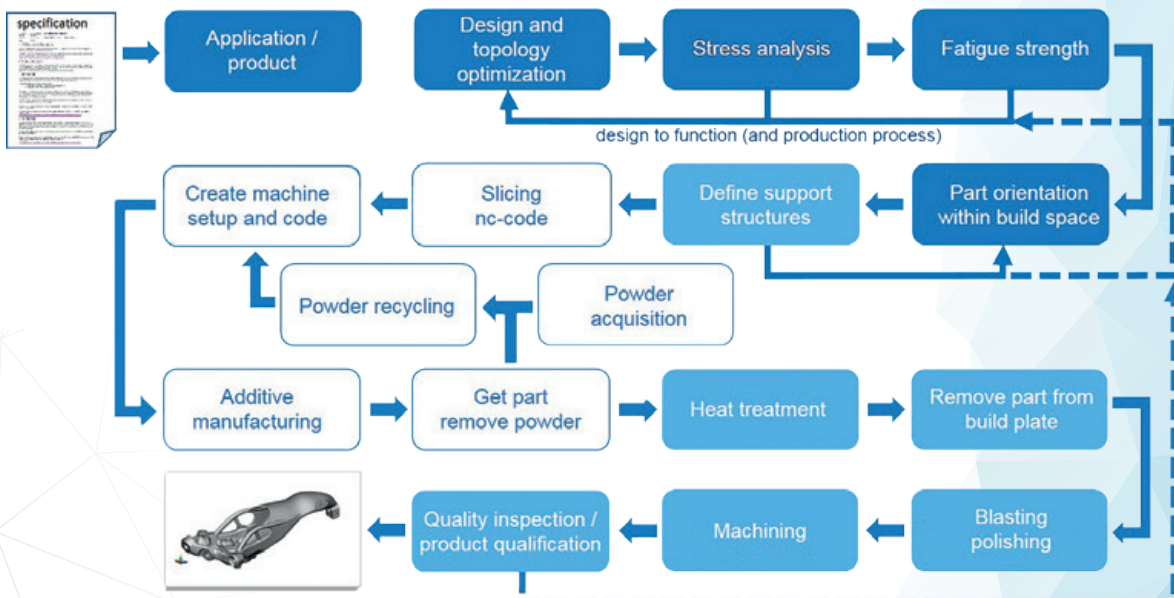 specification
Application /
product
Design and
topology
optimization
Stress analysis
Fatigue strength
design to function (and production process)
Create machine
setup and code
Slicing
nc-code
Define support
structures
Part orientation
within build space
Powder recycling
Powder
acquisition
Additive
manufacturing
Get part
remove powder
Heat treatment
Remove part from
build plate
Quality inspection /
product qualification
Machining
Blasting
polishing